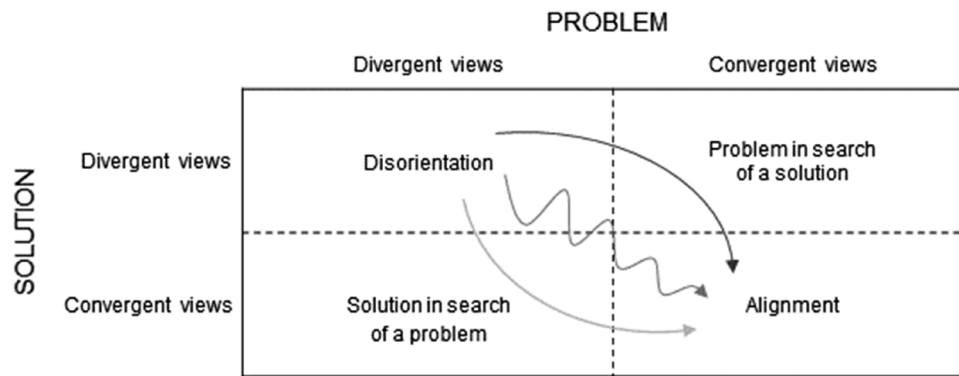 PROBLEM
Divergent views
Convergent views
SOLUTION
Divergent views
Disorientation
Problem in search
of a solution
Convergent views
Solution in search
of a problem
Alignment